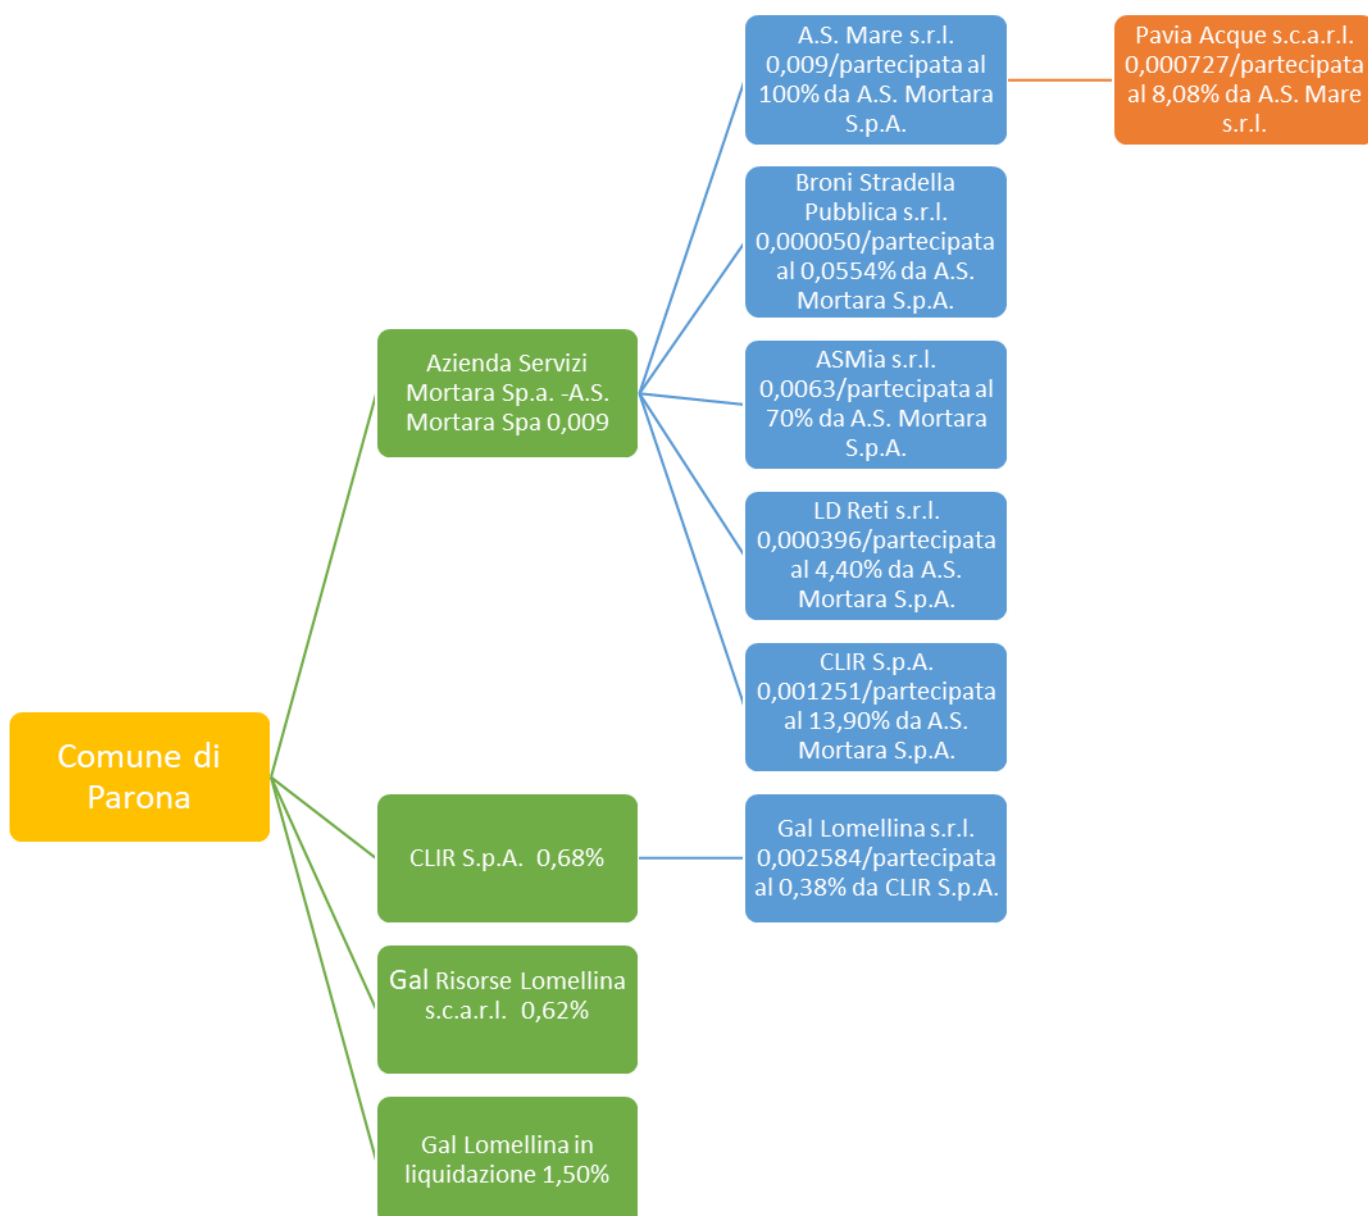 Comune di
Parona
Azienda Servizi
Mortara Sp.a. -A.S.
Mortara Spa 0,009
A.S. Mare s.r.l.
0,009/partecipata al
100% da A.S. Mortara
S.p.A.
Pavia Acque s.c.a.r.l.
0,000727/partecipata
al 8,08% da A.S. Mare
s.r.l.
Broni Stradella
Pubblica s.r.l.
0,000050/partecipata
al 0,0554% da A.S.
Mortara S.p.A.
ASMia s.r.l.
0,0063/partecipata al
70% da A.S. Mortara
S.p.A.
LD Reti s.r.l.
0,000396/partecipata
al 4,40% da A.S.
Mortara S.p.A.
CLIR S.p.A.
0,001251/partecipata
al 13,90% da A.S.
Mortara S.p.A.
CLIR S.p.A. 0,68%
Gal Lomellina s.r.l.
0,002584/partecipata
al 0,38% da CLIR S.p.A.
Gal Risorse Lomellina
s.c.a.r.l. 0,62%
Gal Lomellina in
liquidazione 1,50%